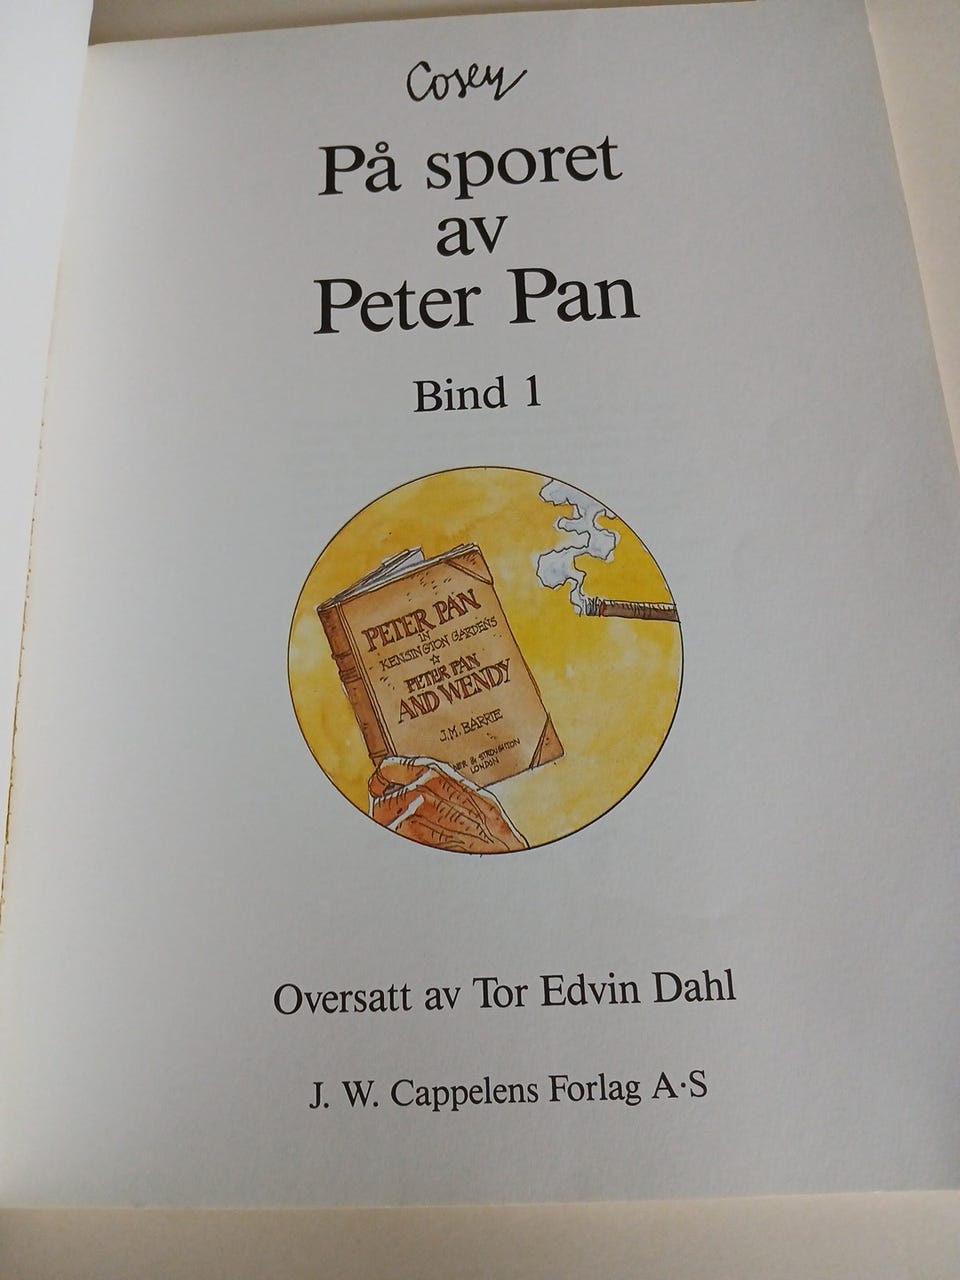 Cosey
På sporet
av
Peter Pan
Bind 1
PETER PAN
IN
KENSINGTON GARDENS
PETER PAN
AND WENDY
J.M. BARRIE
& STOUGHTON
LONDON
Oversatt av Tor Edvin Dahl
J. W. Cappelens Forlag A·S